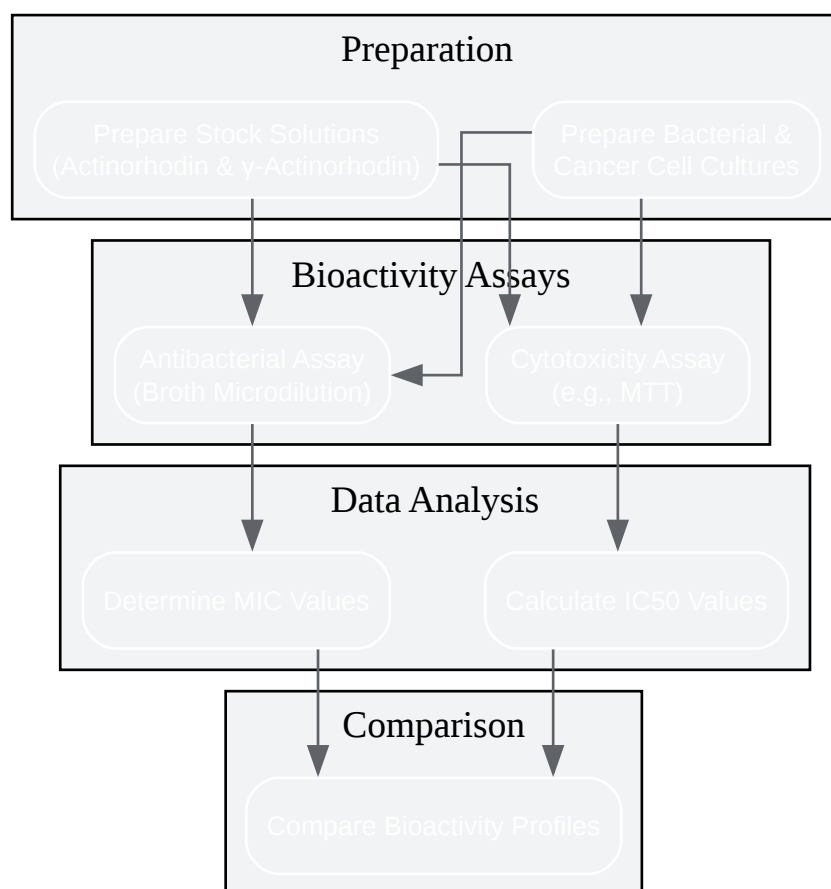 Preparation
Prepare Stock Solutions
(Actinorhodin & γ-Actinorhodin)
Prepare Bacterial &
Cancer Cell Cultures
Bioactivity Assays
Antibacterial Assay
(Broth Microdilution)
Cytotoxicity Assay
(e.g., MTT)
Data Analysis
Determine MIC Values
Calculate IC50 Values
Comparison
Compare Bioactivity Profiles